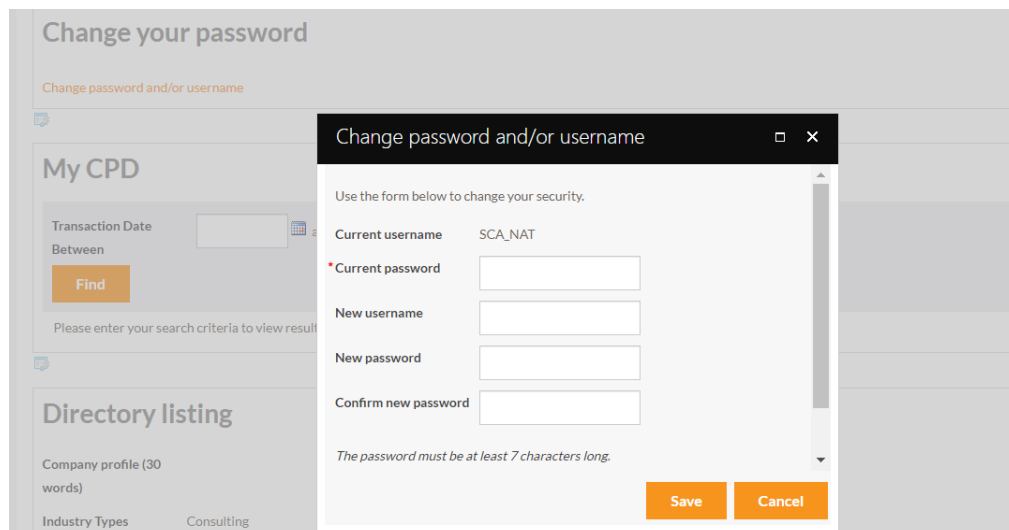 Change your password
Change password and/or username
My CPD
Transaction Date
Between
Find
Please enter your search criteria to view result
Directory listing
Company profile (30
words)
Industry Types Consulting
Change password and/or username
Use the form below to change your security.
Current username SCA_NAT
*Current password
New username
New password
Confirm new password
The password must be at least 7 characters long.
Save Cancel